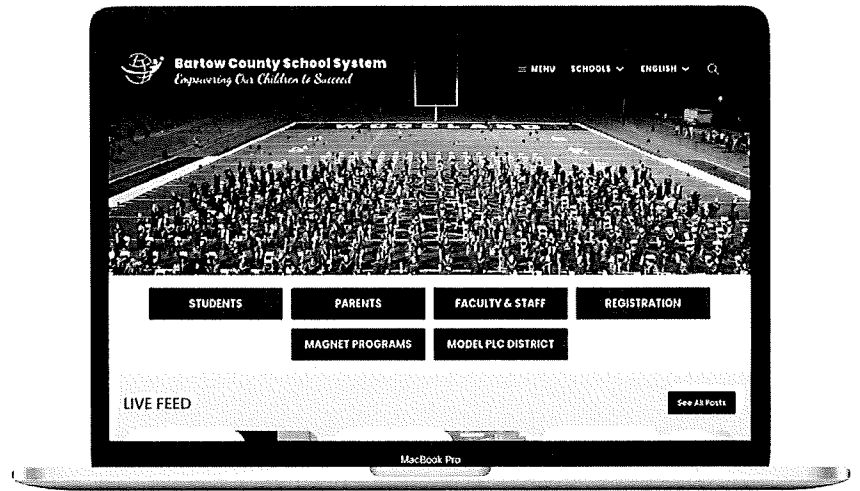 Bartow County School System
Empowering Our Children to Succeed
MENU SCHOOLS ENGLISH
WOODLAND
STUDENTS PARENTS FACULTY & STAFF REGISTRATION
MAGNET PROGRAMS MODEL PLC DISTRICT
LIVE FEED See All Posts
MacBook Pro